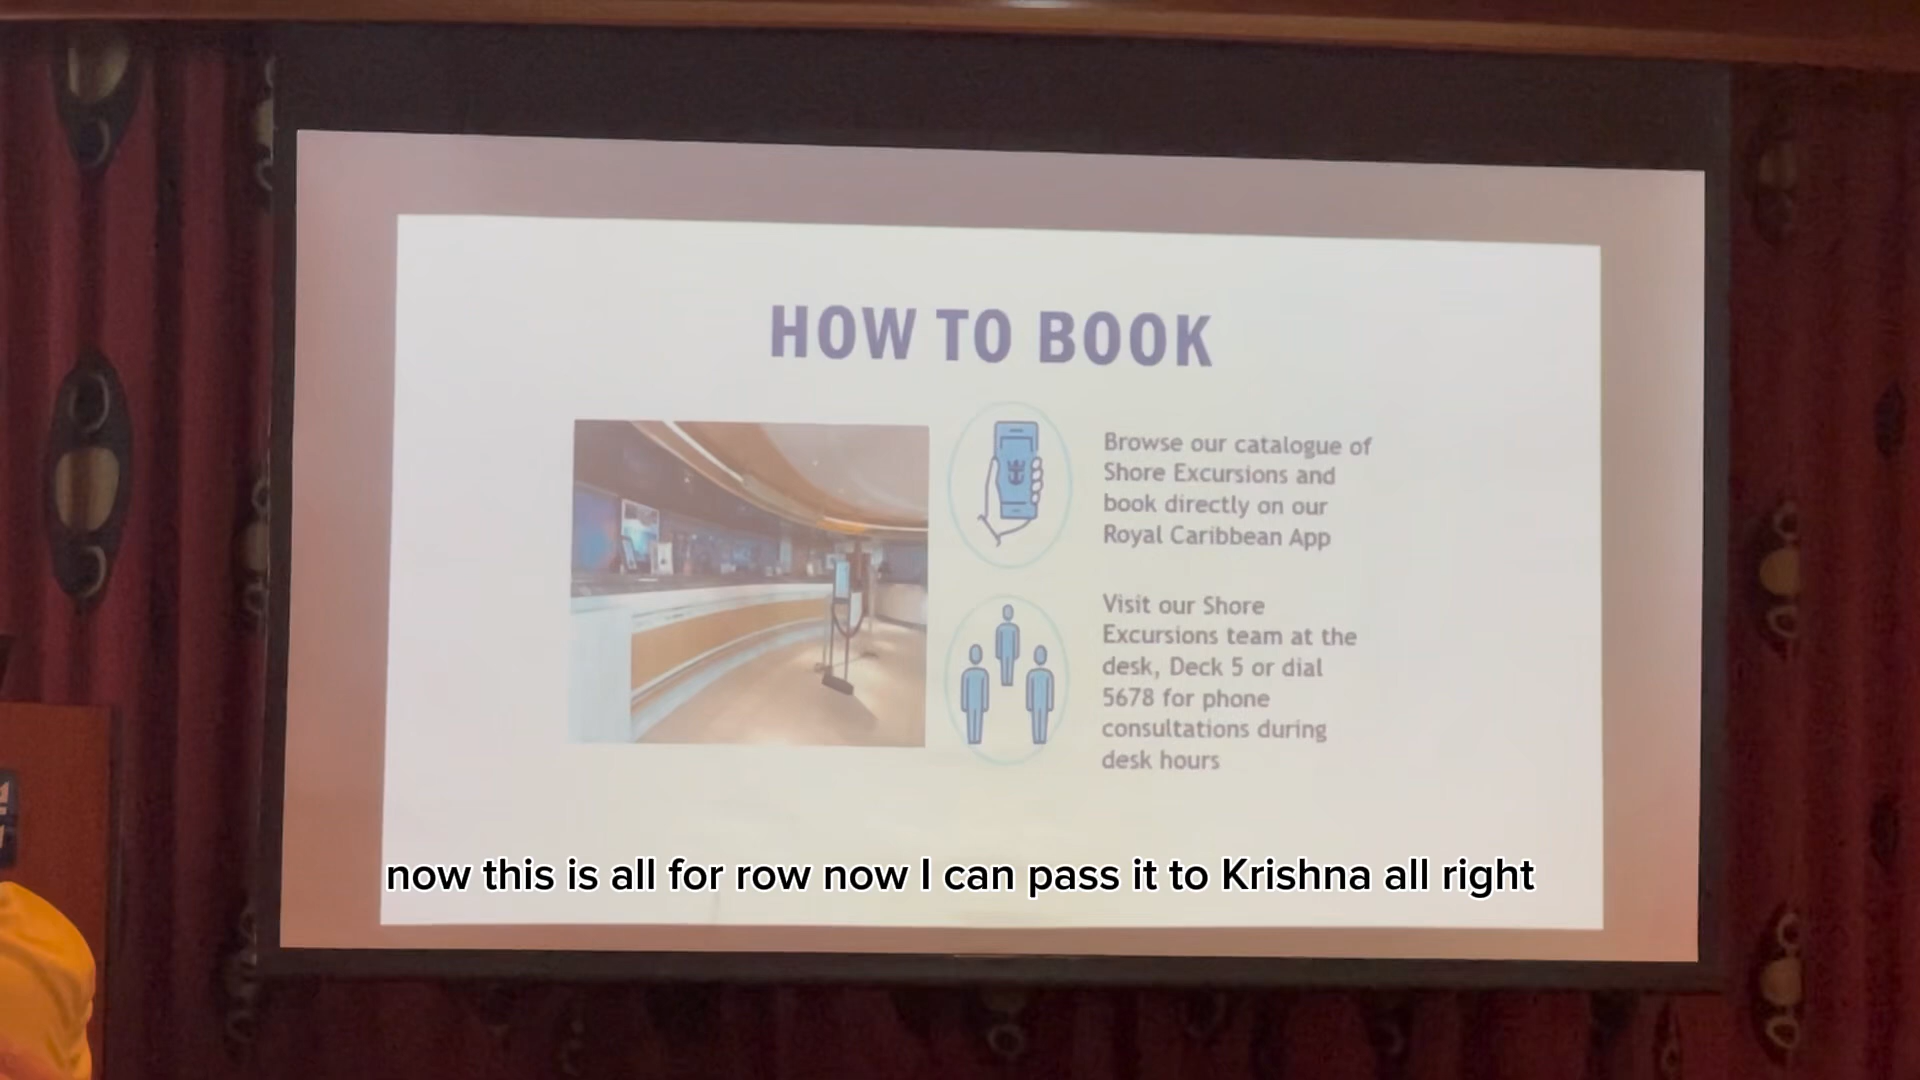 HOW TO BOOK
Browse our catalogue of
Shore Excursions and
book directly on our
Royal Caribbean App
Visit our Shore
Excursions team at the
desk, Deck 5 or dial
5678 for phone
consultations during
desk hours
now this is all for row now I can pass it to Krishna all right